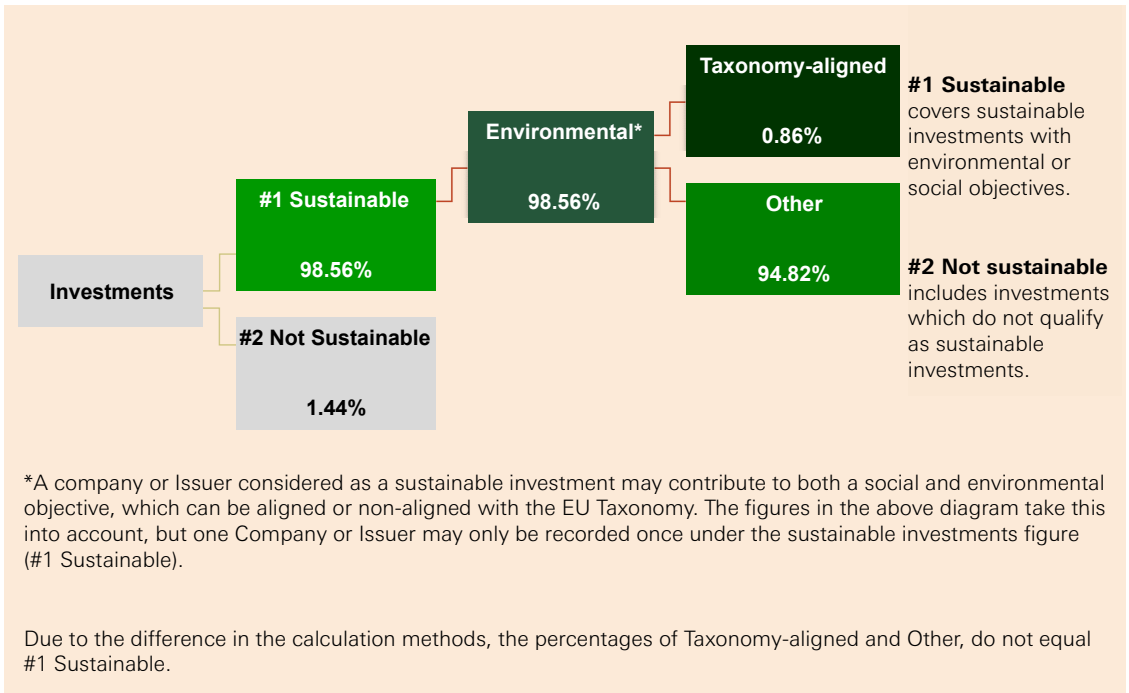 Investments
#1 Sustainable
98.56%
#2 Not Sustainable
1.44%
Environmental*
98.56%
Taxonomy-aligned
0.86%
Other
94.82%
#1 Sustainable
covers sustainable
investments with
environmental or
social objectives.
#2 Not sustainable
includes investments
which do not qualify
as sustainable
investments.
*A company or Issuer considered as a sustainable investment may contribute to both a social and environmental
objective, which can be aligned or non-aligned with the EU Taxonomy. The figures in the above diagram take this
into account, but one Company or Issuer may only be recorded once under the sustainable investments figure
(#1 Sustainable).
Due to the difference in the calculation methods, the percentages of Taxonomy-aligned and Other, do not equal
#1 Sustainable.